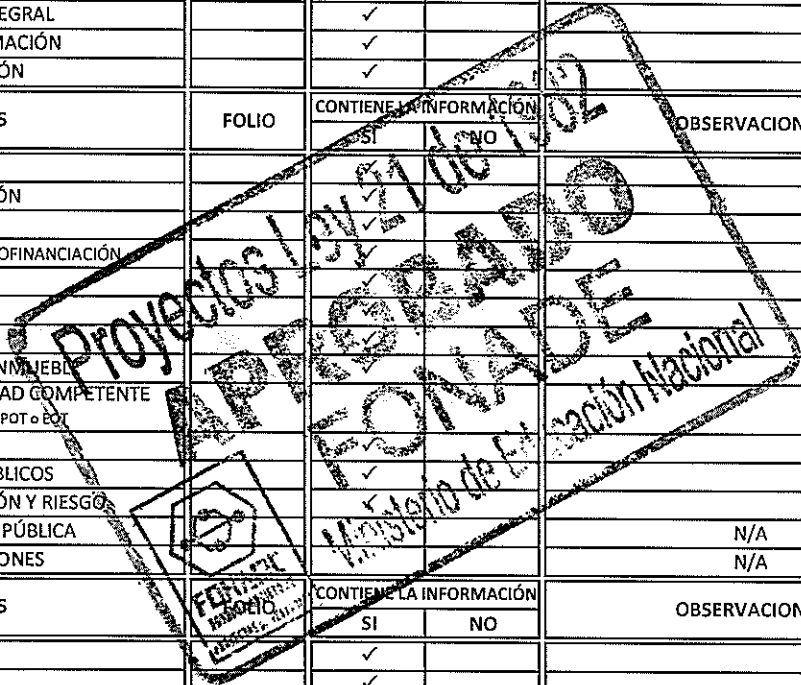 EGRAL ✓
MACIÓN ✓
ÓN ✓
S FOLIO CONTIENE LA INFORMACIÓN OBSERVACION
SI NO
✓
ÓN ✓
✓
OFINANCIACIÓN ✓
✓
✓
INMUEBL ✓
AD COMPETENTE
POT o EOT
✓
BLICOS ✓
ÓN Y RIESGO ✓
PÚBLICA N/A
ONES N/A
S FOLIO CONTIENE LA INFORMACIÓN OBSERVACION
SI NO
✓
✓
Proyectos Ley 21 de 1982
APROBADO
FONADE
Ministerio de Educación Nacional
FONADE